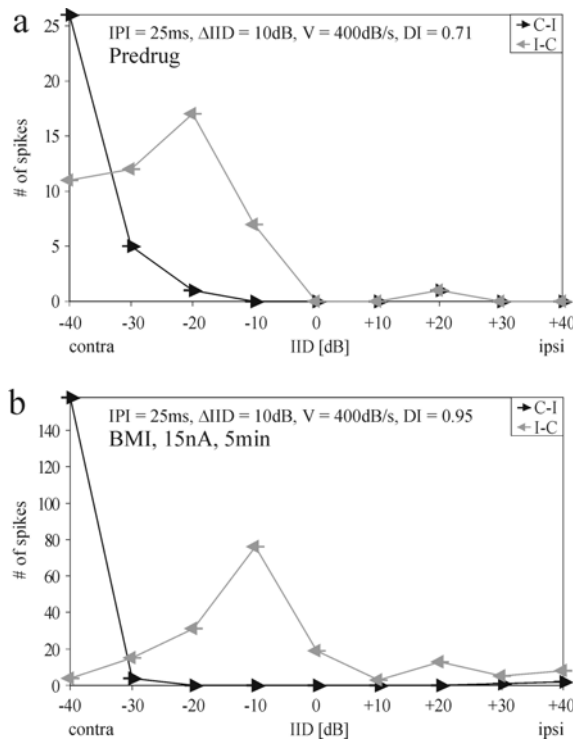 a
IPI = 25ms, ΔIID = 10dB, V = 400dB/s, DI = 0.71
Predrug
C-I
I-C
# of spikes
25
20
15
10
5
0
-40 -30 -20 -10 0 +10 +20 +30 +40
contra IID [dB] ipsi
b
IPI = 25ms, ΔIID = 10dB, V = 400dB/s, DI = 0.95
BMI, 15nA, 5min
C-I
I-C
# of spikes
140
120
100
80
60
40
20
0
-40 -30 -20 -10 0 +10 +20 +30 +40
contra IID [dB] ipsi